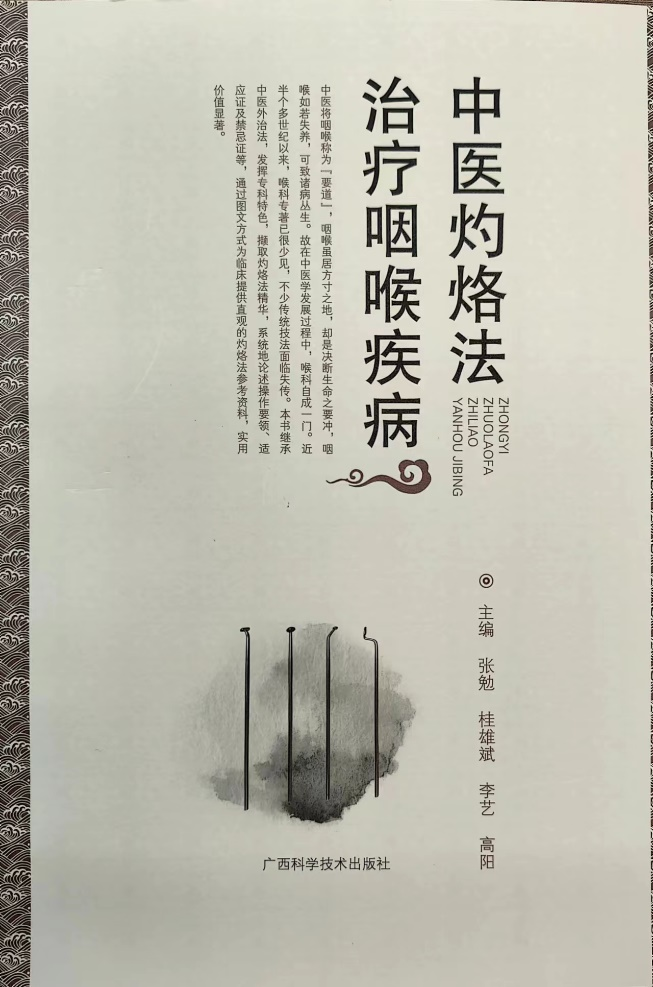 中医灼烙法
治疗咽喉疾病
ZHONGYI
ZHUOLAOFA
ZHILIAO
YANHOU JIBING
中医将咽喉称为“要道”，咽喉虽居方寸之地，却是决断生命之要冲，咽
喉如若失养，可致诸病丛生。故在中医学发展过程中，喉科自成一门。近
半个多世纪以来，喉科专著已很少见，不少传统技法面临失传。本书继承
中医外治法，发挥专科特色，撷取灼烙法精华，系统地论述操作要领、适
应证及禁忌证等，通过图文方式为临床提供直观的灼烙法参考资料，实用
价值显著。
主编 张勉 桂雄斌 李艺 高阳
广西科学技术出版社